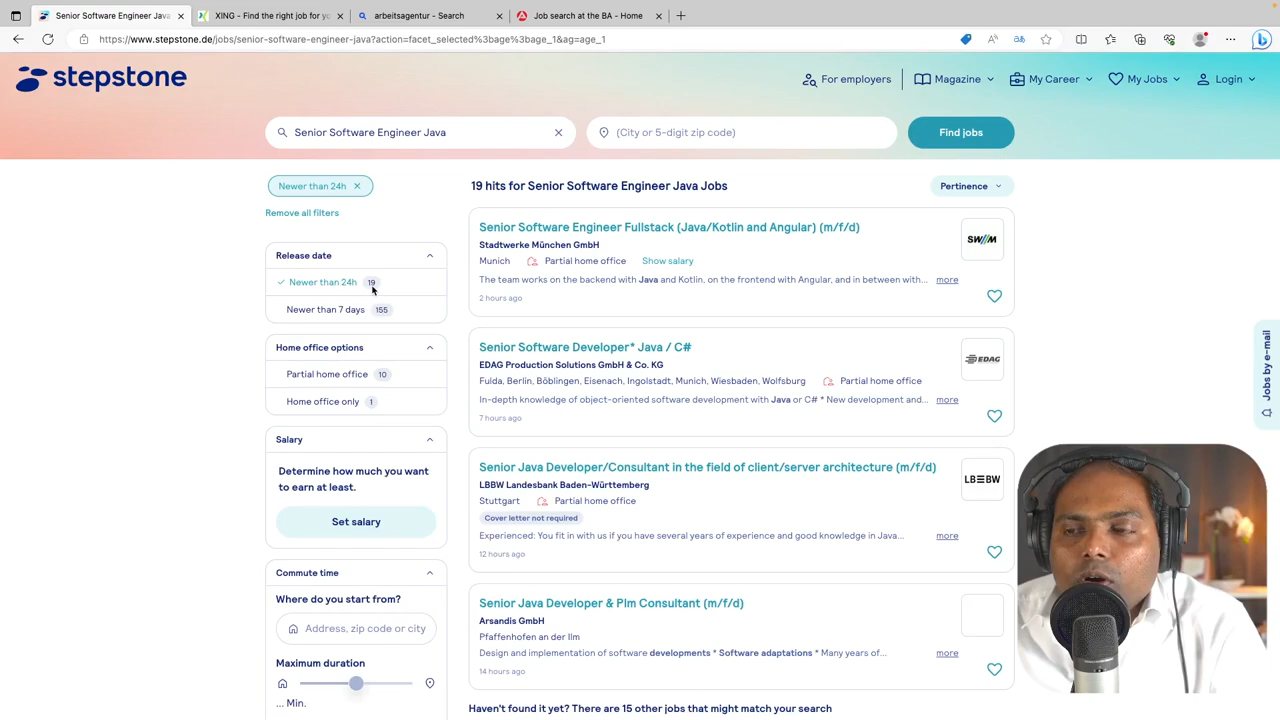 Senior Software Engineer Java
XING - Find the right job for yo
arbeitsagentur - Search
Job search at the BA - Home
https://www.stepstone.de/jobs/senior-software-engineer-java?action=facet_selected%3bage%3bage_1&ag=age_1
stepstone
For employers
Magazine
My Career
My Jobs
Login
Senior Software Engineer Java
(City or 5-digit zip code)
Find jobs
Newer than 24h
Remove all filters
19 hits for Senior Software Engineer Java Jobs
Pertinence
Release date
Newer than 24h 19
Newer than 7 days 155
Home office options
Partial home office 10
Home office only 1
Salary
Determine how much you want
to earn at least.
Set salary
Commute time
Where do you start from?
Address, zip code or city
Maximum duration
... Min.
Senior Software Engineer Fullstack (Java/Kotlin and Angular) (m/f/d)
Stadtwerke München GmbH
Munich Partial home office Show salary
The team works on the backend with Java and Kotlin, on the frontend with Angular, and in between with... more
2 hours ago
SW//M
Senior Software Developer* Java / C#
EDAG Production Solutions GmbH & Co. KG
Fulda, Berlin, Böblingen, Eisenach, Ingolstadt, Munich, Wiesbaden, Wolfsburg Partial home office
In-depth knowledge of object-oriented software development with Java or C# * New development and... more
7 hours ago
EDAG
Senior Java Developer/Consultant in the field of client/server architecture (m/f/d)
LBBW Landesbank Baden-Württemberg
Stuttgart Partial home office
Cover letter not required
Experienced: You fit in with us if you have several years of experience and good knowledge in Java... more
12 hours ago
LB≡BW
Senior Java Developer & Plm Consultant (m/f/d)
Arsandis GmbH
Pfaffenhofen an der Ilm
Design and implementation of software developments * Software adaptations * Many years of... more
14 hours ago
Haven't found it yet? There are 15 other jobs that might match your search
Jobs by e-mail